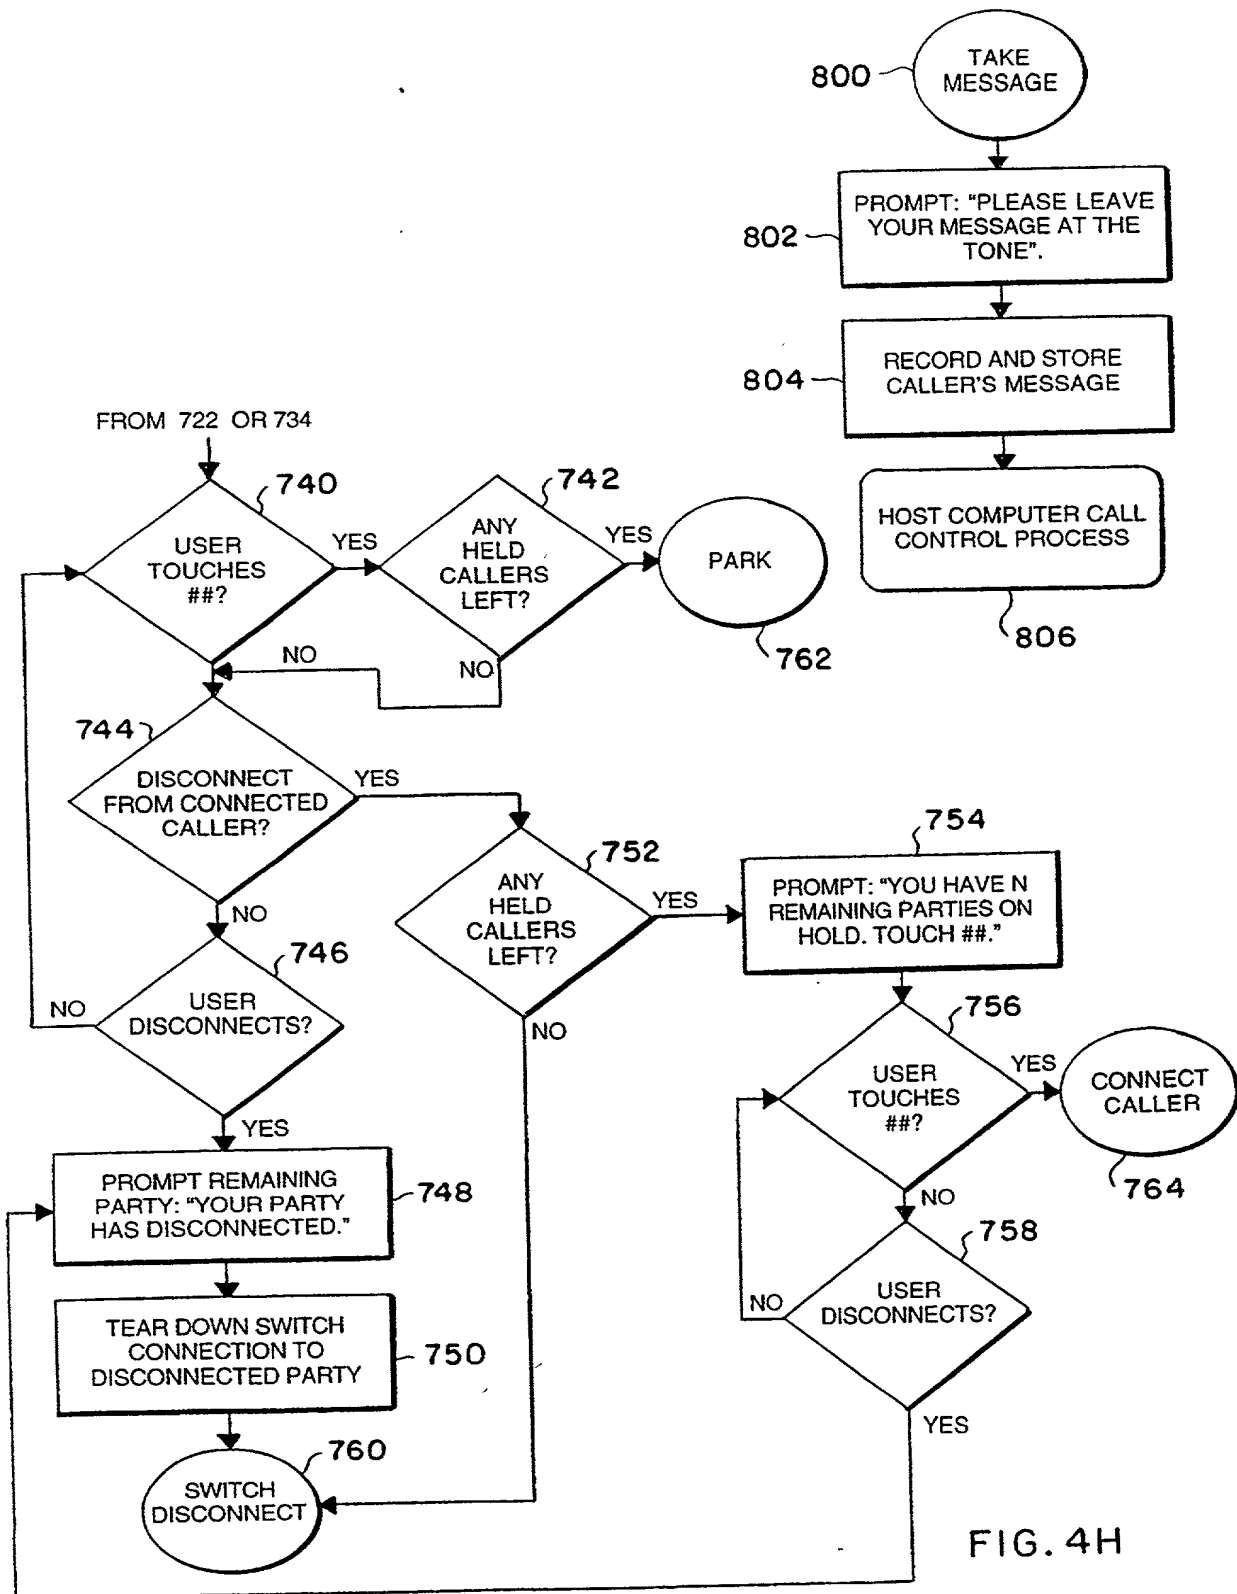 800
TAKE
MESSAGE
802
PROMPT: "PLEASE LEAVE
YOUR MESSAGE AT THE
TONE".
804
RECORD AND STORE
CALLER'S MESSAGE
HOST COMPUTER CALL
CONTROL PROCESS
806
FROM 722 OR 734
740
USER
TOUCHES
##?
YES
NO
742
ANY
HELD
CALLERS
LEFT?
YES
NO
PARK
762
744
DISCONNECT
FROM CONNECTED
CALLER?
YES
NO
746
USER
DISCONNECTS?
NO
YES
PROMPT REMAINING
PARTY: "YOUR PARTY
HAS DISCONNECTED."
748
TEAR DOWN SWITCH
CONNECTION TO
DISCONNECTED PARTY
750
760
SWITCH
DISCONNECT
752
ANY
HELD
CALLERS
LEFT?
YES
NO
754
PROMPT: "YOU HAVE N
REMAINING PARTIES ON
HOLD. TOUCH ##."
756
USER
TOUCHES
##?
YES
NO
CONNECT
CALLER
764
758
USER
DISCONNECTS?
NO
YES
FIG. 4H